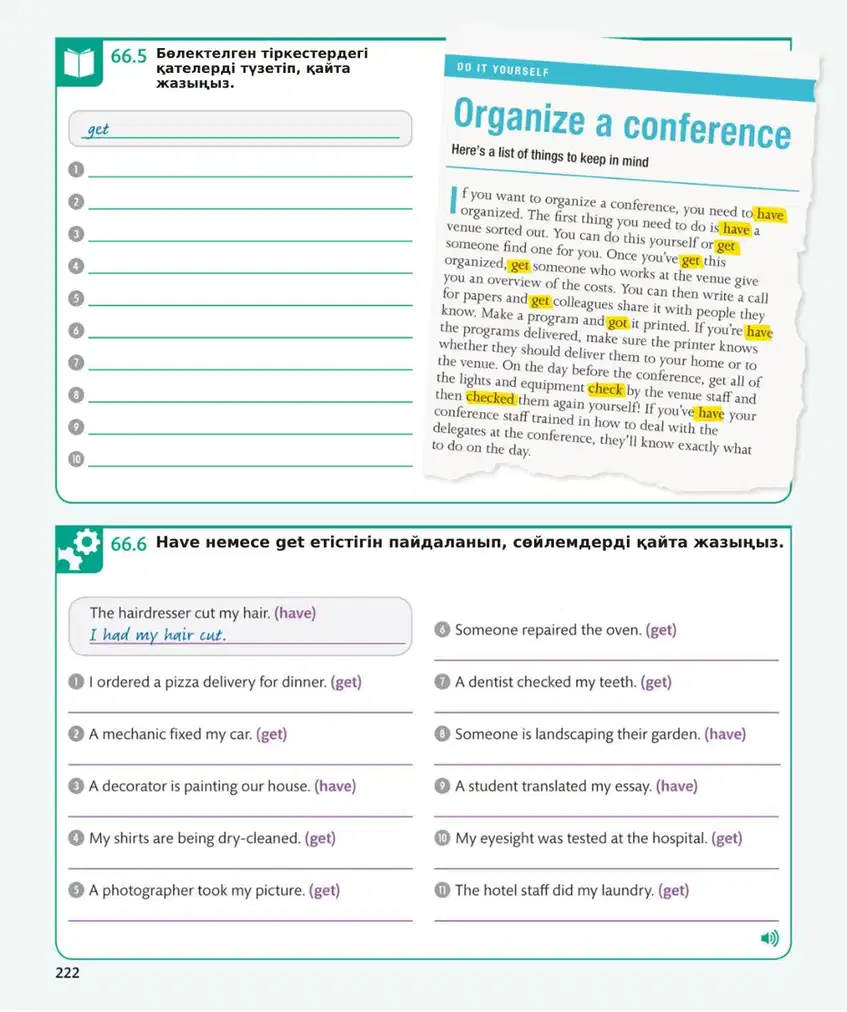 66.5 Бөлектелген тіркестердегі
қателерді түзетіп, қайта
жазыңыз.
get
1
2
3
4
5
6
7
8
9
10
DO IT YOURSELF
Organize a conference
Here's a list of things to keep in mind
If you want to organize a conference, you need to have
organized. The first thing you need to do is have a
venue sorted out. You can do this yourself or get
someone find one for you. Once you've get this
organized, get someone who works at the venue give
you an overview of the costs. You can then write a call
for papers and get colleagues share it with people they
know. Make a program and got it printed. If you're have
the programs delivered, make sure the printer knows
whether they should deliver them to your home or to
the venue. On the day before the conference, get all of
the lights and equipment check by the venue staff and
then checked them again yourself! If you've have your
conference staff trained in how to deal with the
delegates at the conference, they'll know exactly what
to do on the day.
66.6 Have немесе get етістігін пайдаланып, сөйлемдерді қайта жазыңыз.
The hairdresser cut my hair. (have)
I had my hair cut.
1 I ordered a pizza delivery for dinner. (get)
2 A mechanic fixed my car. (get)
3 A decorator is painting our house. (have)
4 My shirts are being dry-cleaned. (get)
5 A photographer took my picture. (get)
6 Someone repaired the oven. (get)
7 A dentist checked my teeth. (get)
8 Someone is landscaping their garden. (have)
9 A student translated my essay. (have)
10 My eyesight was tested at the hospital. (get)
11 The hotel staff did my laundry. (get)
222